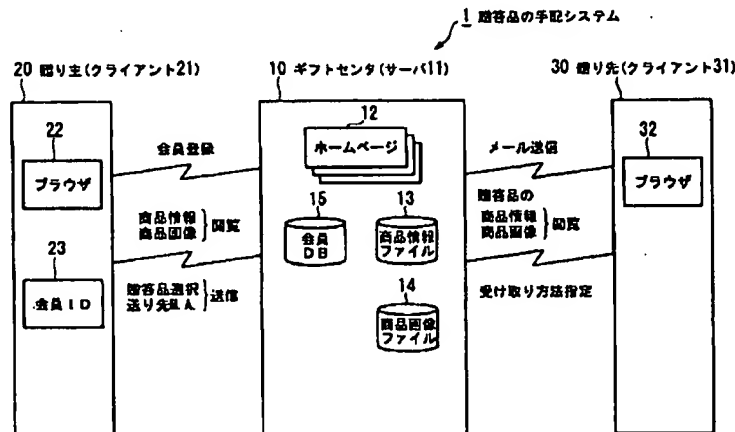 1 贈答品の手配システム
20 贈り主(クライアント21)
10 ギフトセンタ(サーバ11)
30 贈り先(クライアント31)
22
ブラウザ
23
会員ID
会員登録
商品情報
商品画像
閲覧
贈答品選択
送り先記入
送信
12
ホームページ
15
会員
DB
13
商品情報
ファイル
14
商品画像
ファイル
メール送信
贈答品の
商品情報
商品画像
閲覧
受け取り方法指定
32
ブラウザ